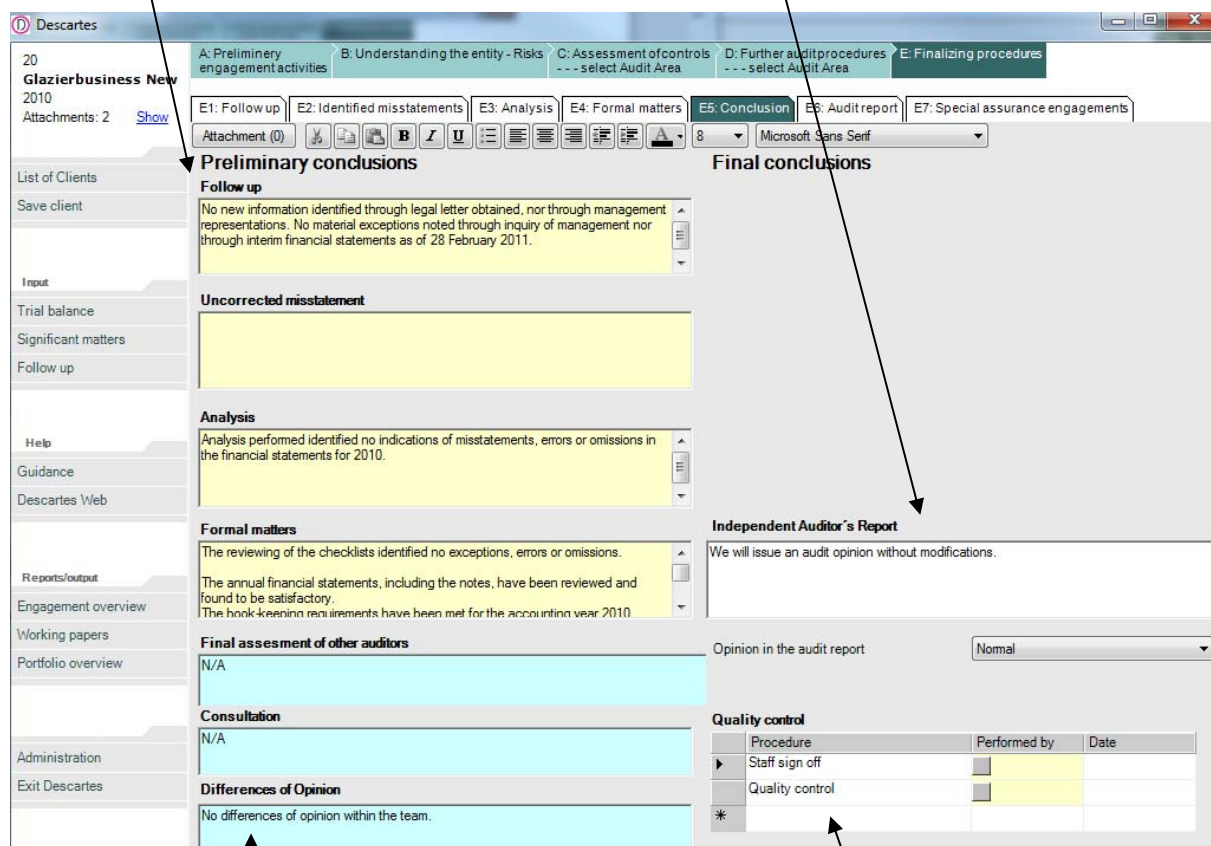 Descartes
20
Glazierbusiness New
2010
Attachments: 2 Show
List of Clients
Save client
Input
Trial balance
Significant matters
Follow up
Help
Guidance
Descartes Web
Reports/output
Engagement overview
Working papers
Portfolio overview
Administration
Exit Descartes
A: Preliminery
engagement activities
B: Understanding the entity - Risks
C: Assessment of controls
- - - select Audit Area
D: Further audit procedures
- - - select Audit Area
E: Finalizing procedures
E1: Follow up
E2: Identified misstatements
E3: Analysis
E4: Formal matters
E5: Conclusion
E6: Audit report
E7: Special assurance engagements
Attachment (0) B I U A 8 Microsoft Sans Serif
Preliminary conclusions
Follow up
No new information identified through legal letter obtained, nor through management
representations. No material exceptions noted through inquiry of management nor
through interim financial statements as of 28 February 2011.
Uncorrected misstatement
Analysis
Analysis performed identified no indications of misstatements, errors or omissions in
the financial statements for 2010.
Formal matters
The reviewing of the checklists identified no exceptions, errors or omissions.
The annual financial statements, including the notes, have been reviewed and
found to be satisfactory.
The book-keeping requirements have been met for the accounting year 2010
Final assesment of other auditors
N/A
Consultation
N/A
Differences of Opinion
No differences of opinion within the team.
Final conclusions
Independent Auditor´s Report
We will issue an audit opinion without modifications.
Opinion in the audit report Normal
Quality control
Procedure Performed by Date
Staff sign off
Quality control